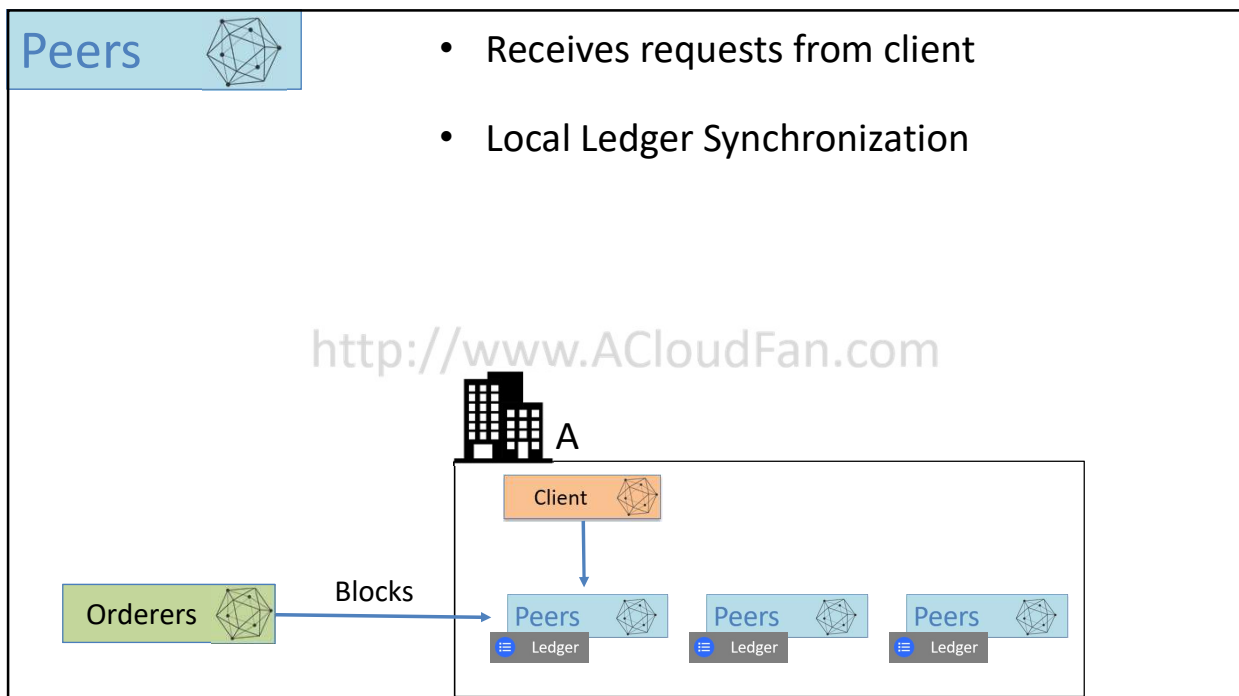 Peers
• Receives requests from client
• Local Ledger Synchronization
http://www.ACloudFan.com
A
Client
Orderers
Blocks
Peers
Peers
Peers
Ledger
Ledger
Ledger